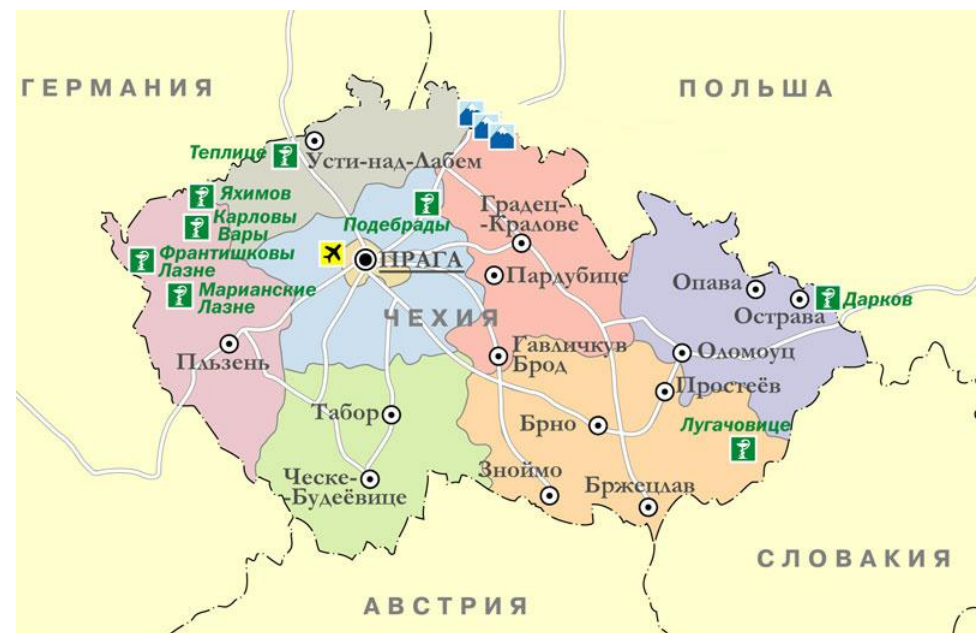 ГЕРМАНИЯ
ПОЛЬША
Теплице
Усти-над-Лабем
Яхимов
Карловы
Вары
Подебрады
Градец-
-Кралове
Франтишковы
Лазне
ПРАГА
Пардубице
Марианские
Лазне
Опава
Острава
Дарков
ЧЕХИЯ
Пльзень
Гавличкув
Брод
Оломоуц
Простеёв
Табор
Брно
Лугачовице
Ческе-
-Будеёвице
Зноймо
Бржецлав
СЛОВАКИЯ
АВСТРИЯ